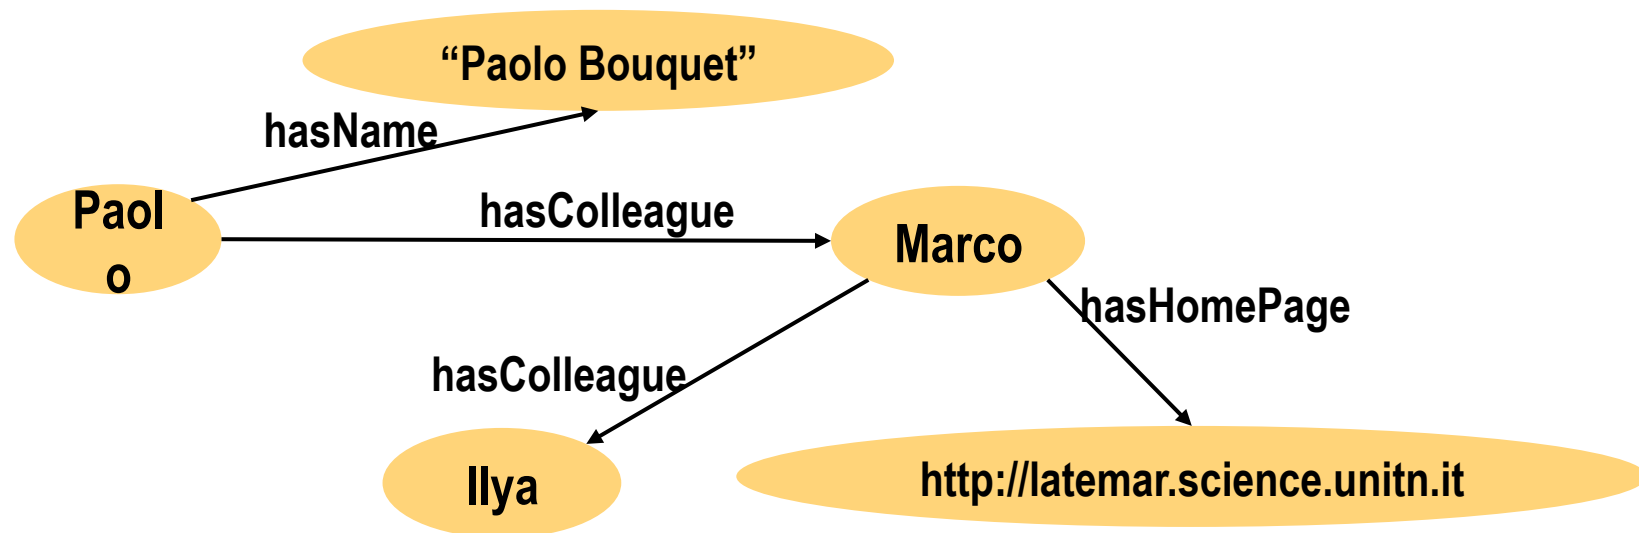 “Paolo Bouquet”
hasName
Paol
o
hasColleague
Marco
hasHomePage
hasColleague
Ilya
http://latemar.science.unitn.it